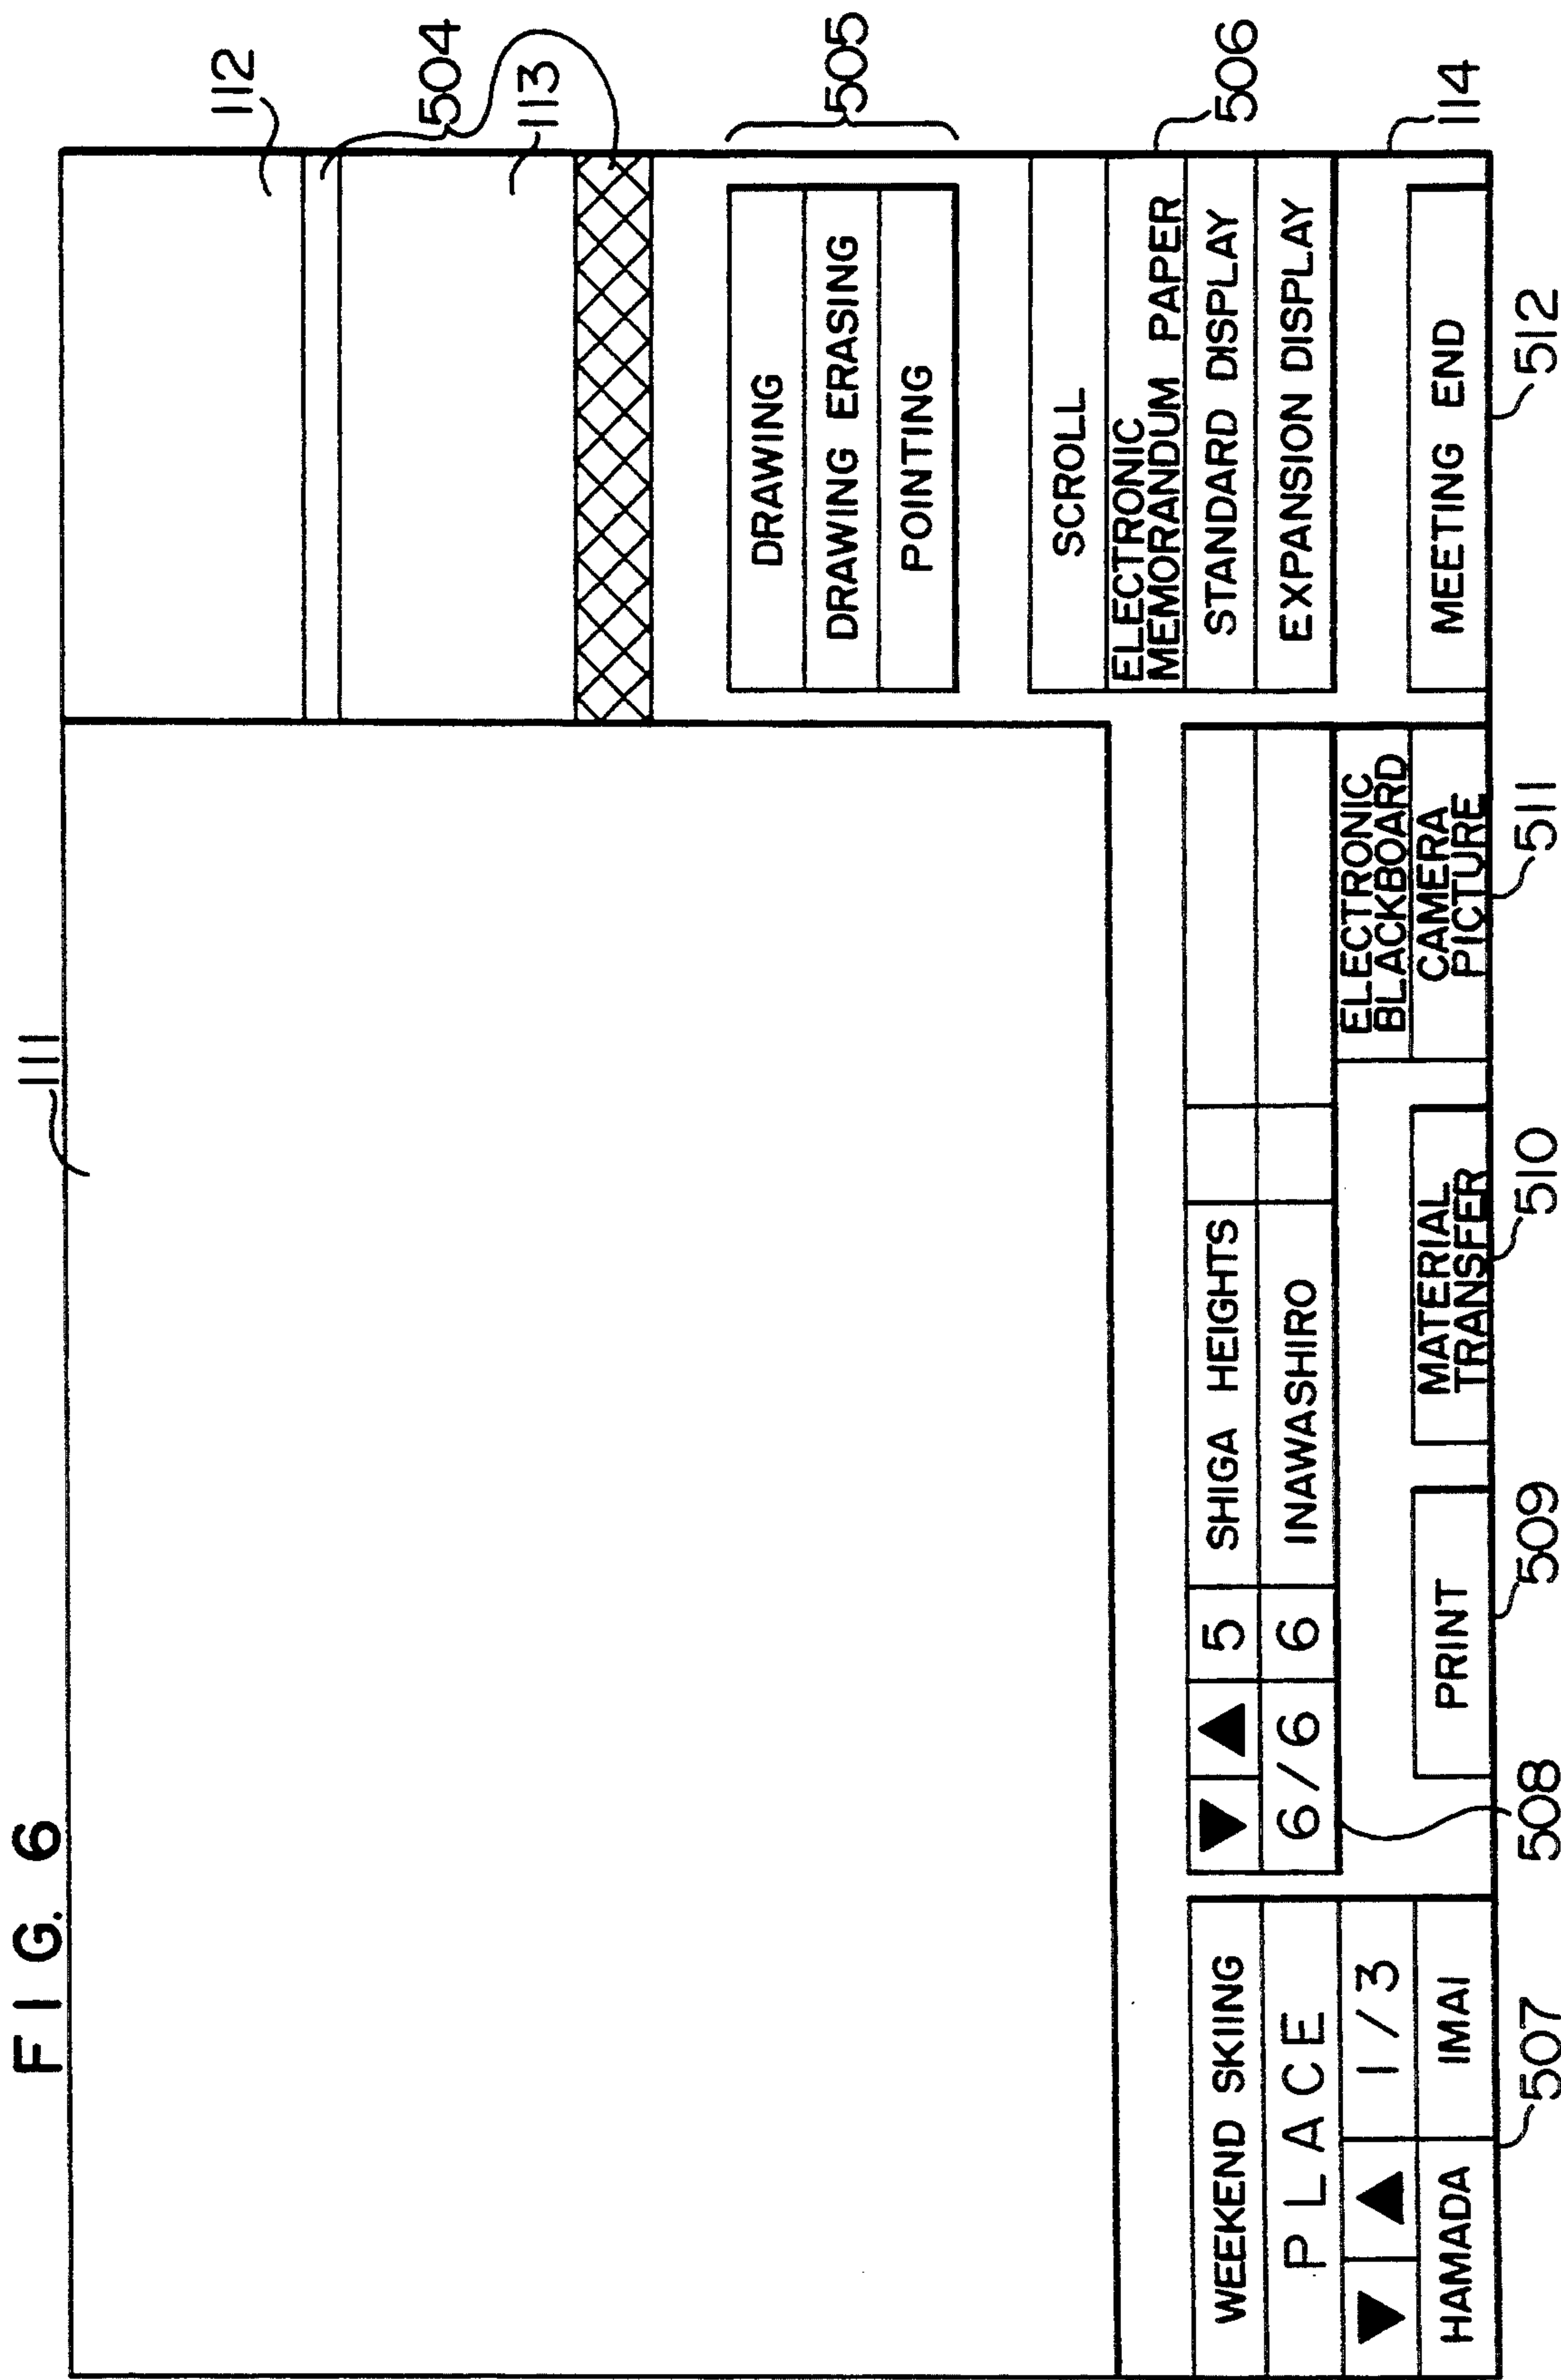 FIG. 6
111
112
504
113
505
506
114
DRAWING
DRAWING ERASING
POINTING
SCROLL
ELECTRONIC
MEMORANDUM PAPER
STANDARD DISPLAY
EXPANSION DISPLAY
MEETING END
WEEKEND SKIING
PLACE
▼ ▲ 1/3
HAMADA IMAI
▼ ▲ 5 SHIGA HEIGHTS
6/6 6 INAWASHIRO
PRINT
MATERIAL
TRANSFER
ELECTRONIC
BLACKBOARD
CAMERA
PICTURE
507
508
509
510
511
512